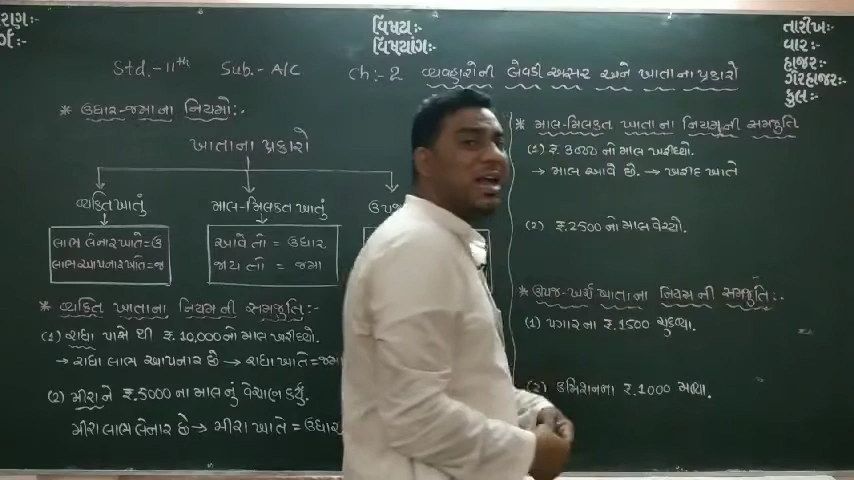 વિષય:-
વિષયાંગ:-
તારીખ:-
વાર:-
હાજર:-
ગેરહાજર:-
કુલ:-
Std.-11th Sub.- A/C Ch:-2 વ્યવહારોની બેવડી અસર અને ખાતાના પ્રકારો
* ઉધાર-જમા ના નિયમો:-
ખાતાના પ્રકારો
વ્યક્તિ ખાતું માલ-મિલકત ખાતું ઉપજ
લાભ લેનાર ખાતે=ઉ
લાભ આપનાર ખાતે=જ
આવે તો = ઉધાર
જાય તો = જમા
* વ્યક્તિ ખાતાના નિયમની સમજુતિ:-
(1) રાધા પાસે થી રૂ. 10,000 નો માલ ખરીદ્યો.
→ રાધા લાભ આપનાર છે → રાધા ખાતે=જમા
(2) મીરાને રૂ.5000 ના માલ નું વેચાણ કર્યુ.
મીરા લાભ લેનાર છે → મીરા ખાતે = ઉધાર
* માલ-મિલકત ખાતાના નિયમની સમજુતિ
(1) રૂ. 3000 નો માલ ખરીદ્યો.
→ માલ આવે છે. → ખરીદ ખાતે
(2) રૂ.2500 નો માલ વેચ્યો.
* ઉપજ-ખર્ચ ખાતાના નિયમની સમજુતિ:-
(1) પગારના રૂ.1500 ચુકવ્યા.
(2) કમિશનના રૂ.1000 મળ્યા.